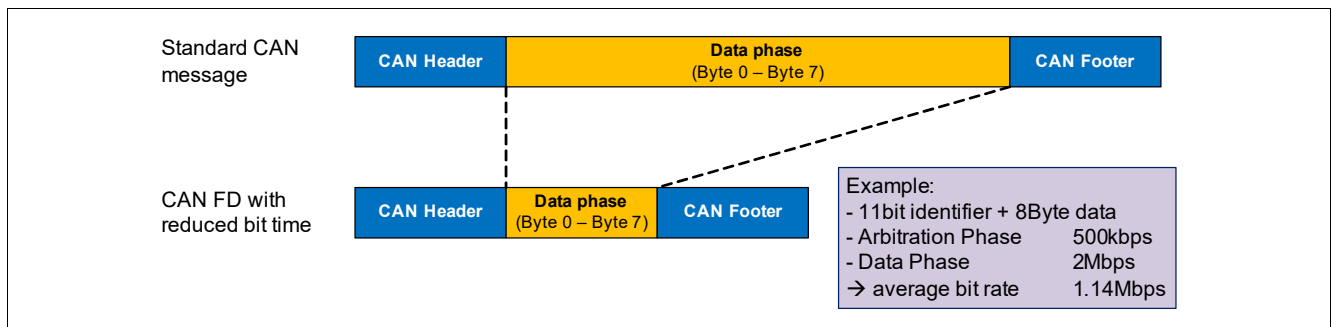 Standard CAN
message
CAN Header
Data phase
(Byte 0 – Byte 7)
CAN Footer
CAN FD with
reduced bit time
CAN Header
Data phase
(Byte 0 – Byte 7)
CAN Footer
Example:
- 11bit identifier + 8Byte data
- Arbitration Phase 500kbps
- Data Phase 2Mbps
→ average bit rate 1.14Mbps